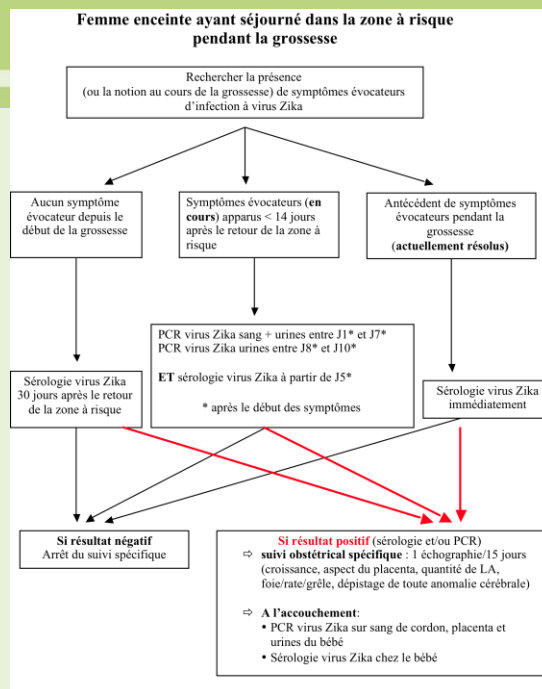 Femme enceinte ayant séjourné dans la zone à risque
pendant la grossesse
Rechercher la présence
(ou la notion au cours de la grossesse) de symptômes évocateurs
d'infection à virus Zika
Aucun symptôme
évocateur depuis le
début de la grossesse
Symptômes évocateurs (en
cours) apparus < 14 jours
après le retour de la zone à
risque
Antécédent de symptômes
évocateurs pendant la
grossesse
(actuellement résolus)
PCR virus Zika sang + urines entre J1* et J7*
PCR virus Zika urines entre J8* et J10*
ET sérologie virus Zika à partir de J5*
* après le début des symptômes
Sérologie virus Zika
30 jours après le retour
de la zone à risque
Sérologie virus Zika
immédiatement
Si résultat négatif
Arrêt du suivi spécifique
Si résultat positif (sérologie et/ou PCR)
⇨ suivi obstétrical spécifique : 1 échographie/15 jours
(croissance, aspect du placenta, quantité de LA,
foie/rate/grêle, dépistage de toute anomalie cérébrale)
⇨ A l'accouchement:
• PCR virus Zika sur sang de cordon, placenta et
urines du bébé
• Sérologie virus Zika chez le bébé